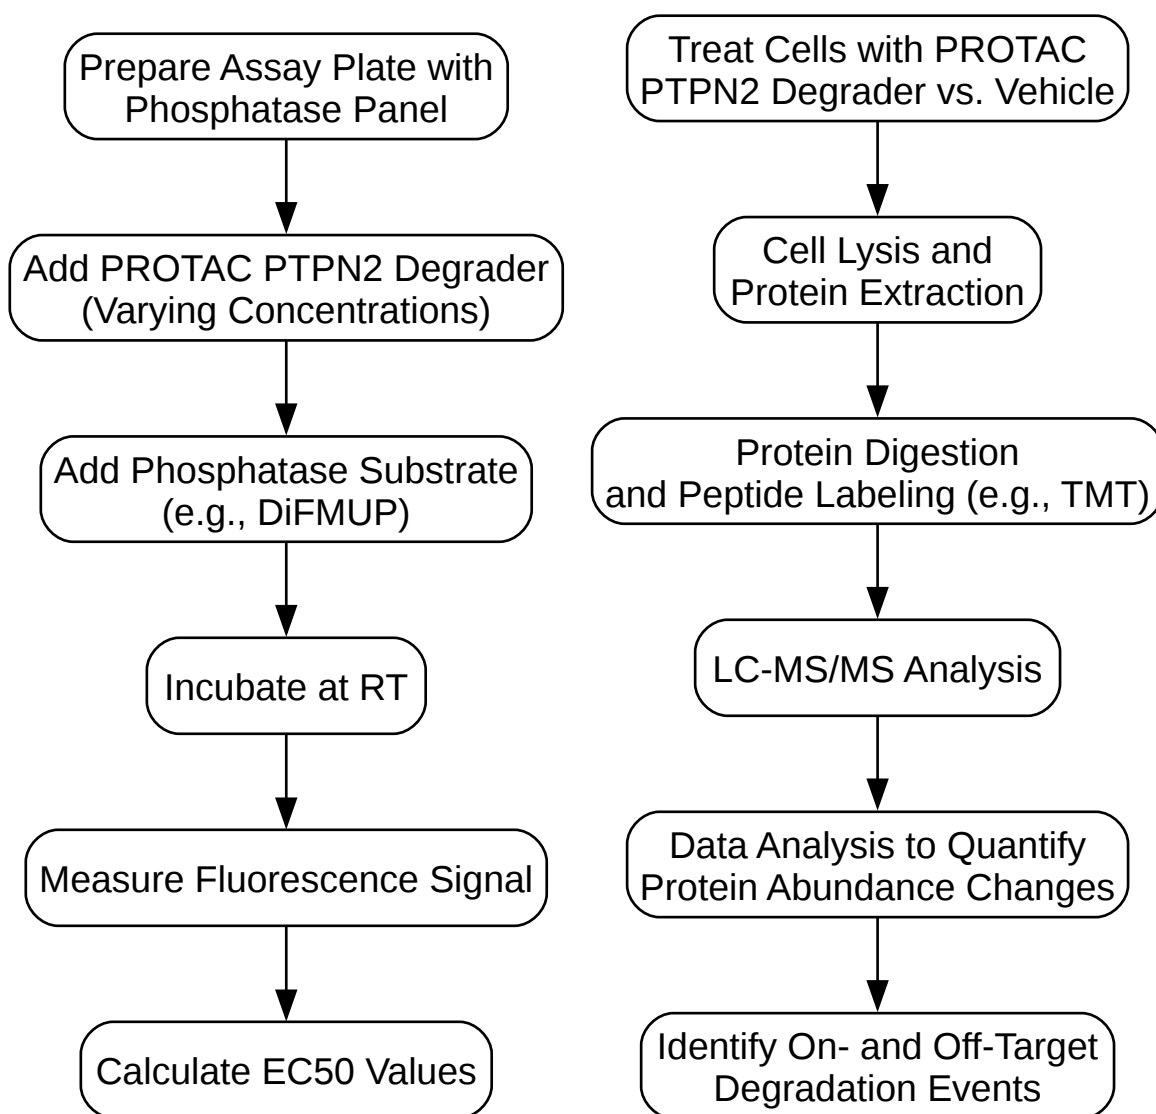 Prepare Assay Plate with
Phosphatase Panel
Add PROTAC PTPN2 Degrader
(Varying Concentrations)
Add Phosphatase Substrate
(e.g., DiFMUP)
Incubate at RT
Measure Fluorescence Signal
Calculate EC50 Values
Treat Cells with PROTAC
PTPN2 Degrader vs. Vehicle
Cell Lysis and
Protein Extraction
Protein Digestion
and Peptide Labeling (e.g., TMT)
LC-MS/MS Analysis
Data Analysis to Quantify
Protein Abundance Changes
Identify On- and Off-Target
Degradation Events